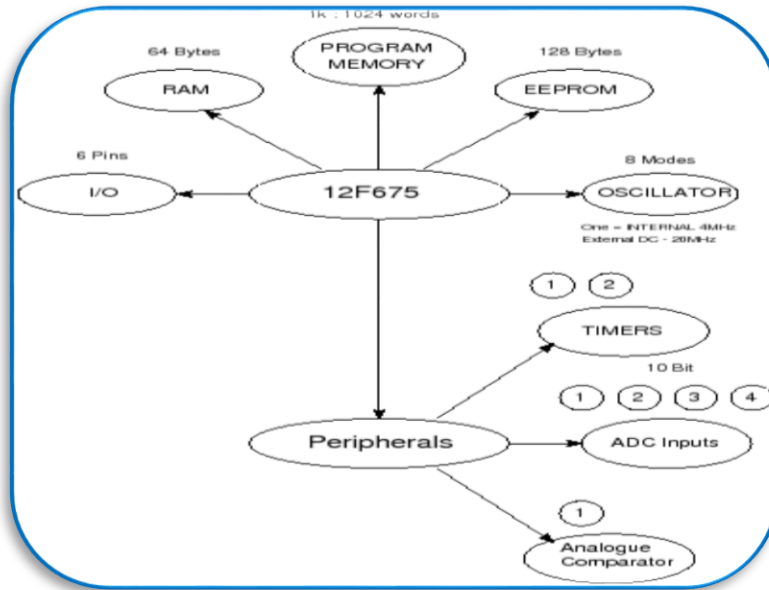 1k : 1024 words
PROGRAM
MEMORY
64 Bytes
RAM
128 Bytes
EEPROM
6 Pins
I/O
12F675
8 Modes
OSCILLATOR
One = INTERNAL 4MHz
External DC - 20MHz
1 2
TIMERS
10 Bit
1 2 3 4
Peripherals
ADC Inputs
1
Analogue
Comparator